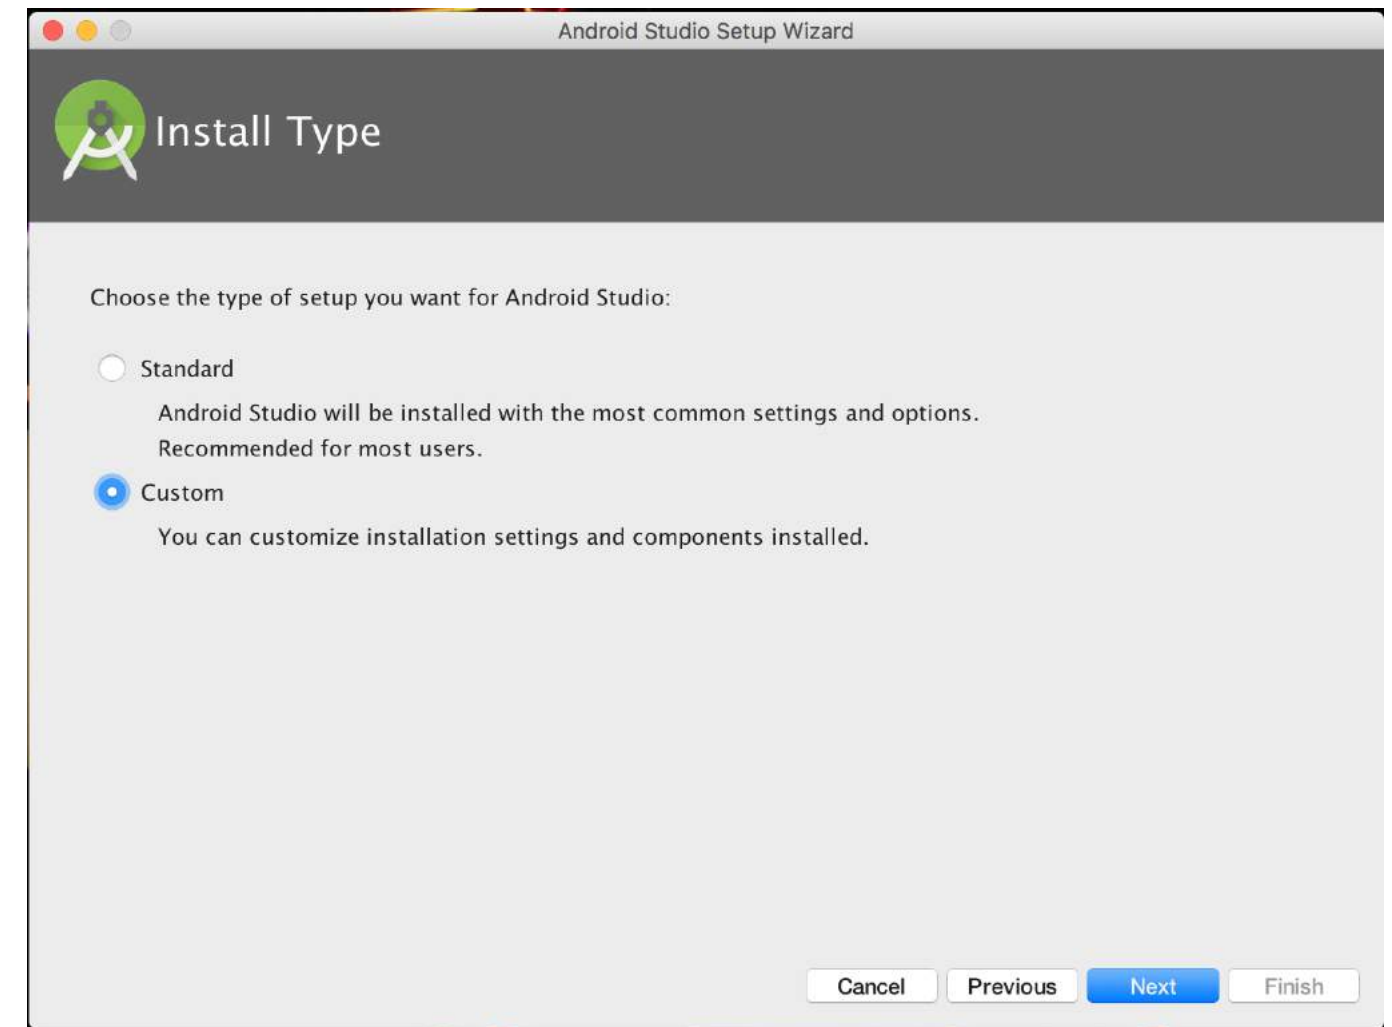 Android Studio Setup Wizard
Install Type
Choose the type of setup you want for Android Studio:
Standard
Android Studio will be installed with the most common settings and options.
Recommended for most users.
Custom
You can customize installation settings and components installed.
Cancel Previous Next Finish